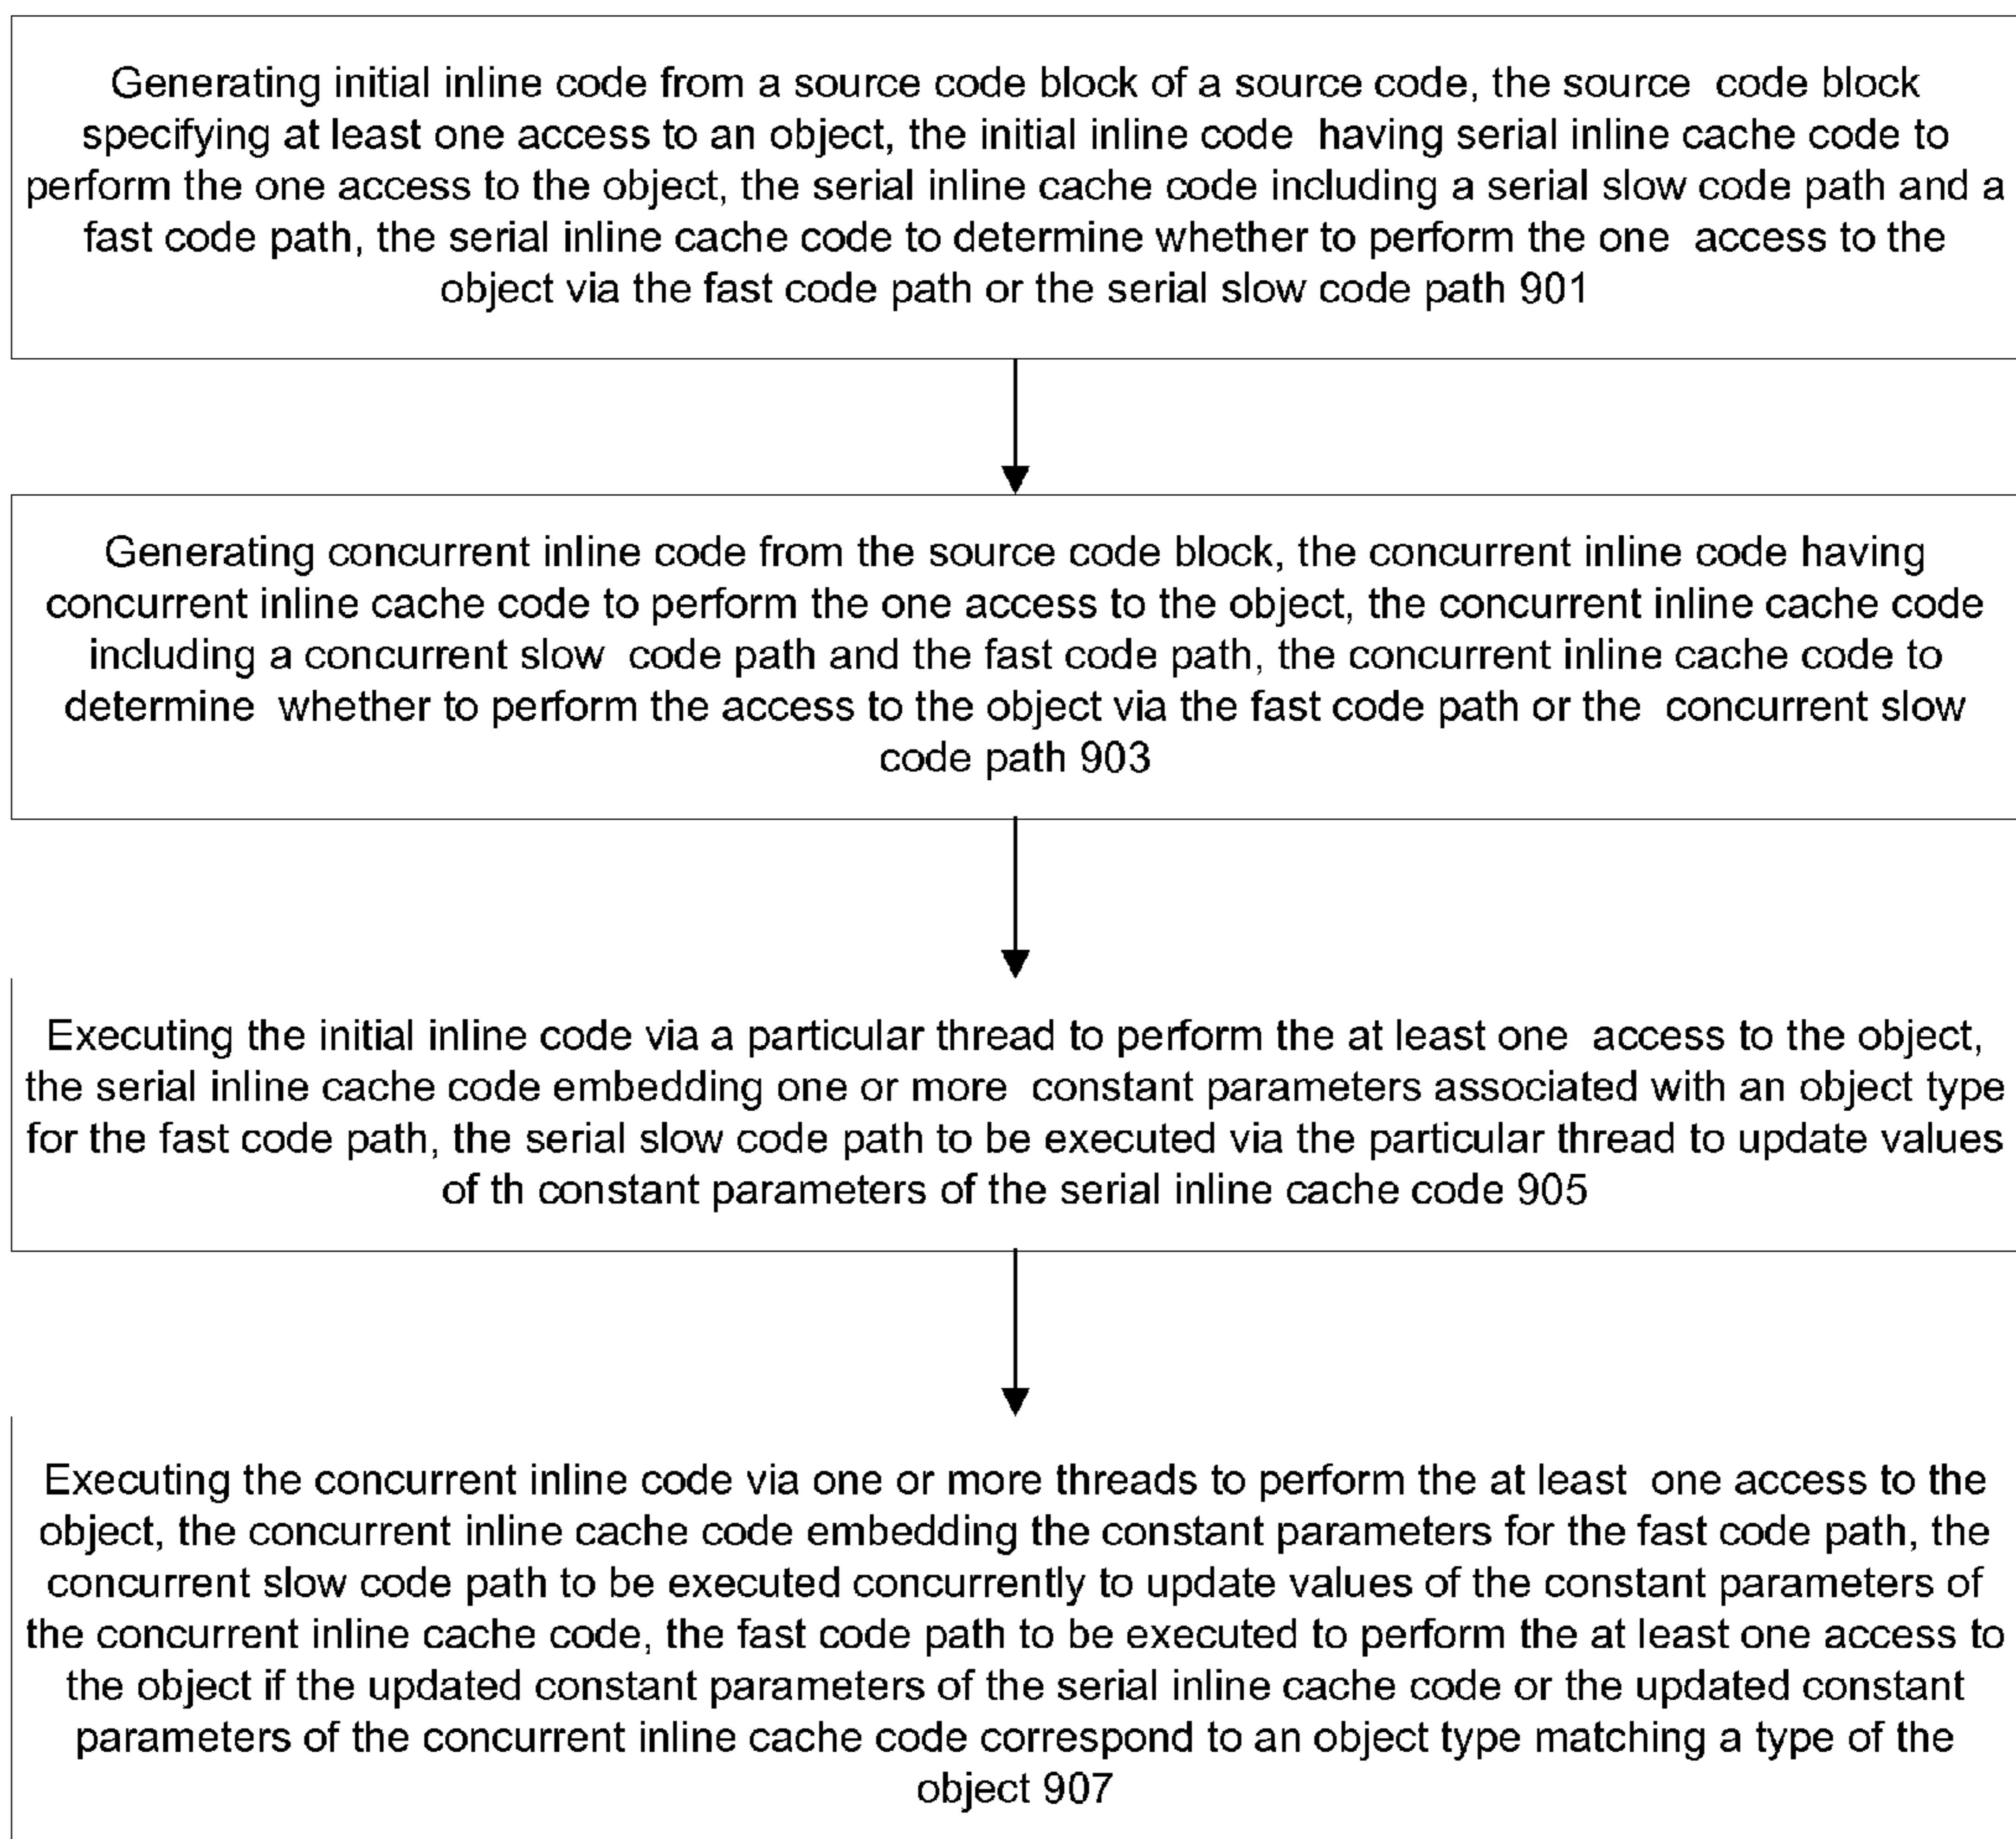 Generating initial inline code from a source code block of a source code, the source code block
specifying at least one access to an object, the initial inline code having serial inline cache code to
perform the one access to the object, the serial inline cache code including a serial slow code path and a
fast code path, the serial inline cache code to determine whether to perform the one access to the
object via the fast code path or the serial slow code path 901
Generating concurrent inline code from the source code block, the concurrent inline code having
concurrent inline cache code to perform the one access to the object, the concurrent inline cache code
including a concurrent slow code path and the fast code path, the concurrent inline cache code to
determine whether to perform the access to the object via the fast code path or the concurrent slow
code path 903
Executing the initial inline code via a particular thread to perform the at least one access to the object,
the serial inline cache code embedding one or more constant parameters associated with an object type
for the fast code path, the serial slow code path to be executed via the particular thread to update values
of th constant parameters of the serial inline cache code 905
Executing the concurrent inline code via one or more threads to perform the at least one access to the
object, the concurrent inline cache code embedding the constant parameters for the fast code path, the
concurrent slow code path to be executed concurrently to update values of the constant parameters of
the concurrent inline cache code, the fast code path to be executed to perform the at least one access to
the object if the updated constant parameters of the serial inline cache code or the updated constant
parameters of the concurrent inline cache code correspond to an object type matching a type of the
object 907